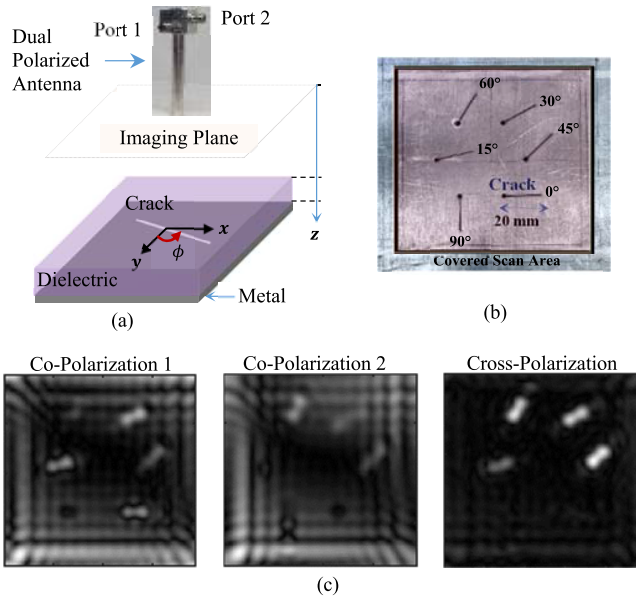 Port 1
Port 2
Dual
Polarized
Antenna
Imaging Plane
Crack
x
y
ϕ
z
Dielectric
Metal
(a)
60°
30°
45°
15°
Crack
0°
20 mm
90°
Covered Scan Area
(b)
Co-Polarization 1
Co-Polarization 2
Cross-Polarization
(c)